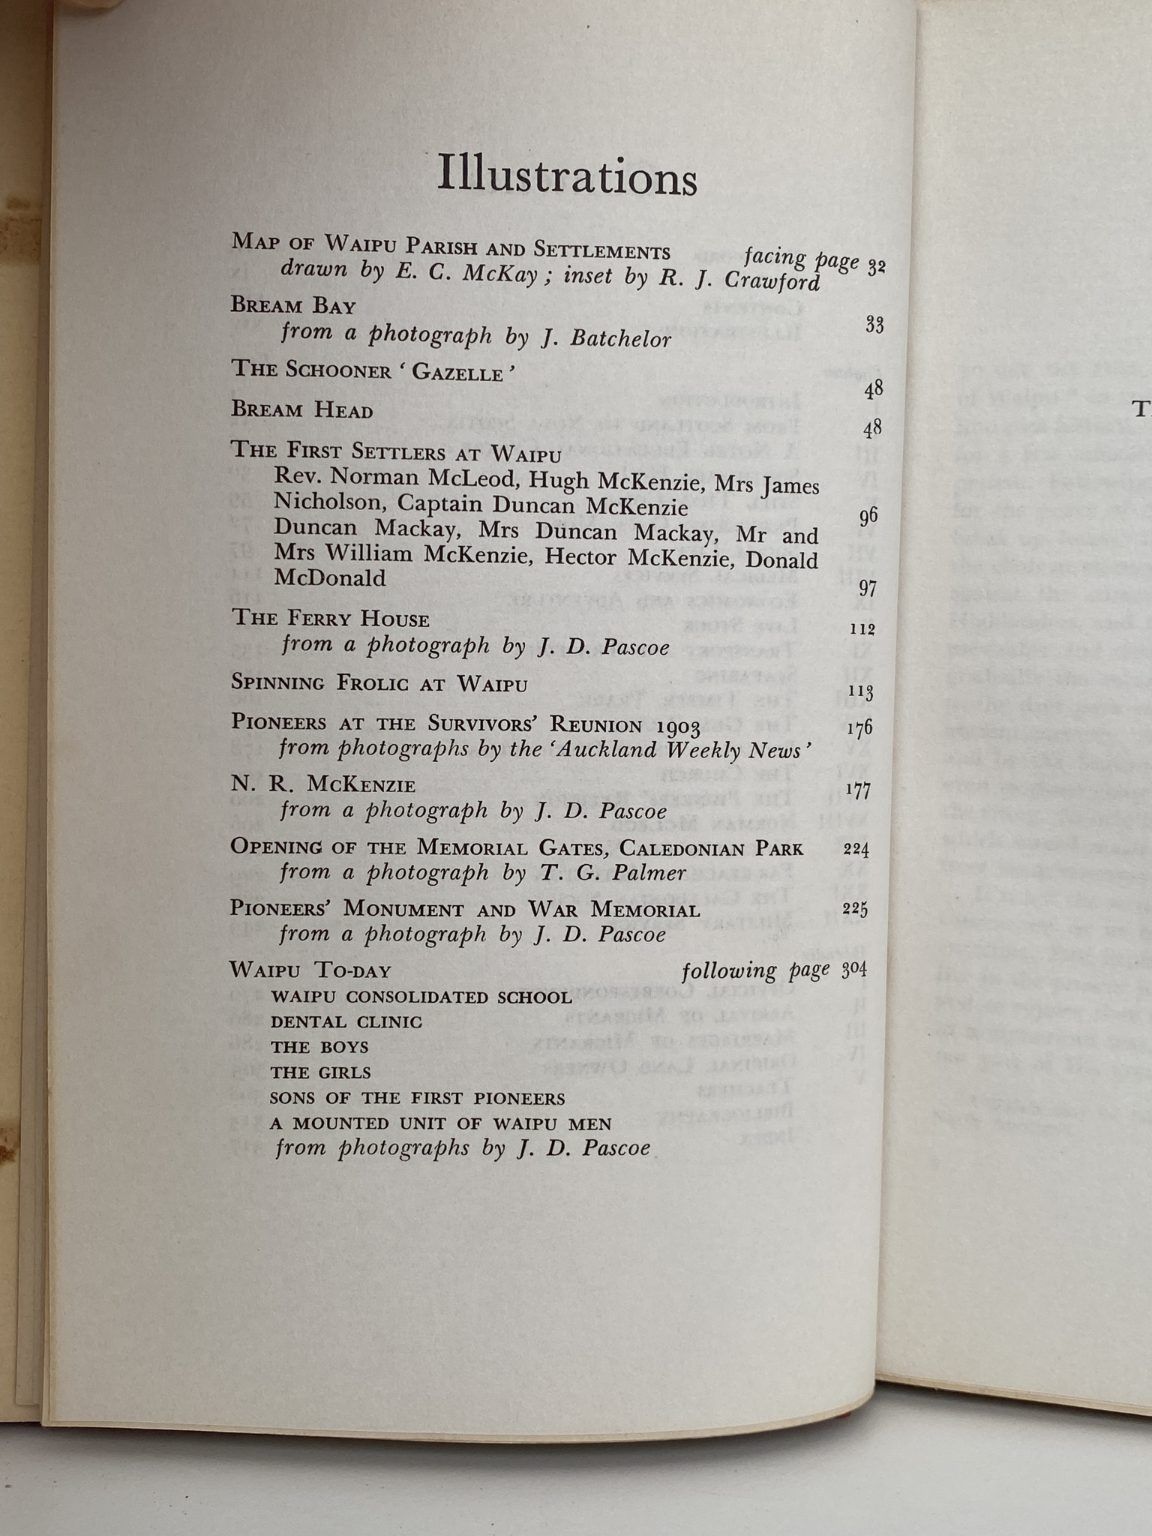 Illustrations
Map of Waipu Parish and Settlements facing page 32
drawn by E. C. McKay ; inset by R. J. Crawford
Bream Bay 33
from a photograph by J. Batchelor
The Schooner ‘ Gazelle ’ 48
Bream Head 48
The First Settlers at Waipu
Rev. Norman McLeod, Hugh McKenzie, Mrs James
Nicholson, Captain Duncan McKenzie 96
Duncan Mackay, Mrs Duncan Mackay, Mr and
Mrs William McKenzie, Hector McKenzie, Donald
McDonald 97
The Ferry House 112
from a photograph by J. D. Pascoe
Spinning Frolic at Waipu 113
Pioneers at the Survivors’ Reunion 1903 176
from photographs by the ‘Auckland Weekly News’
N. R. McKenzie 177
from a photograph by J. D. Pascoe
Opening of the Memorial Gates, Caledonian Park 224
from a photograph by T. G. Palmer
Pioneers’ Monument and War Memorial 225
from a photograph by J. D. Pascoe
Waipu To-day following page 304
WAIPU CONSOLIDATED SCHOOL
DENTAL CLINIC
THE BOYS
THE GIRLS
SONS OF THE FIRST PIONEERS
A MOUNTED UNIT OF WAIPU MEN
from photographs by J. D. Pascoe